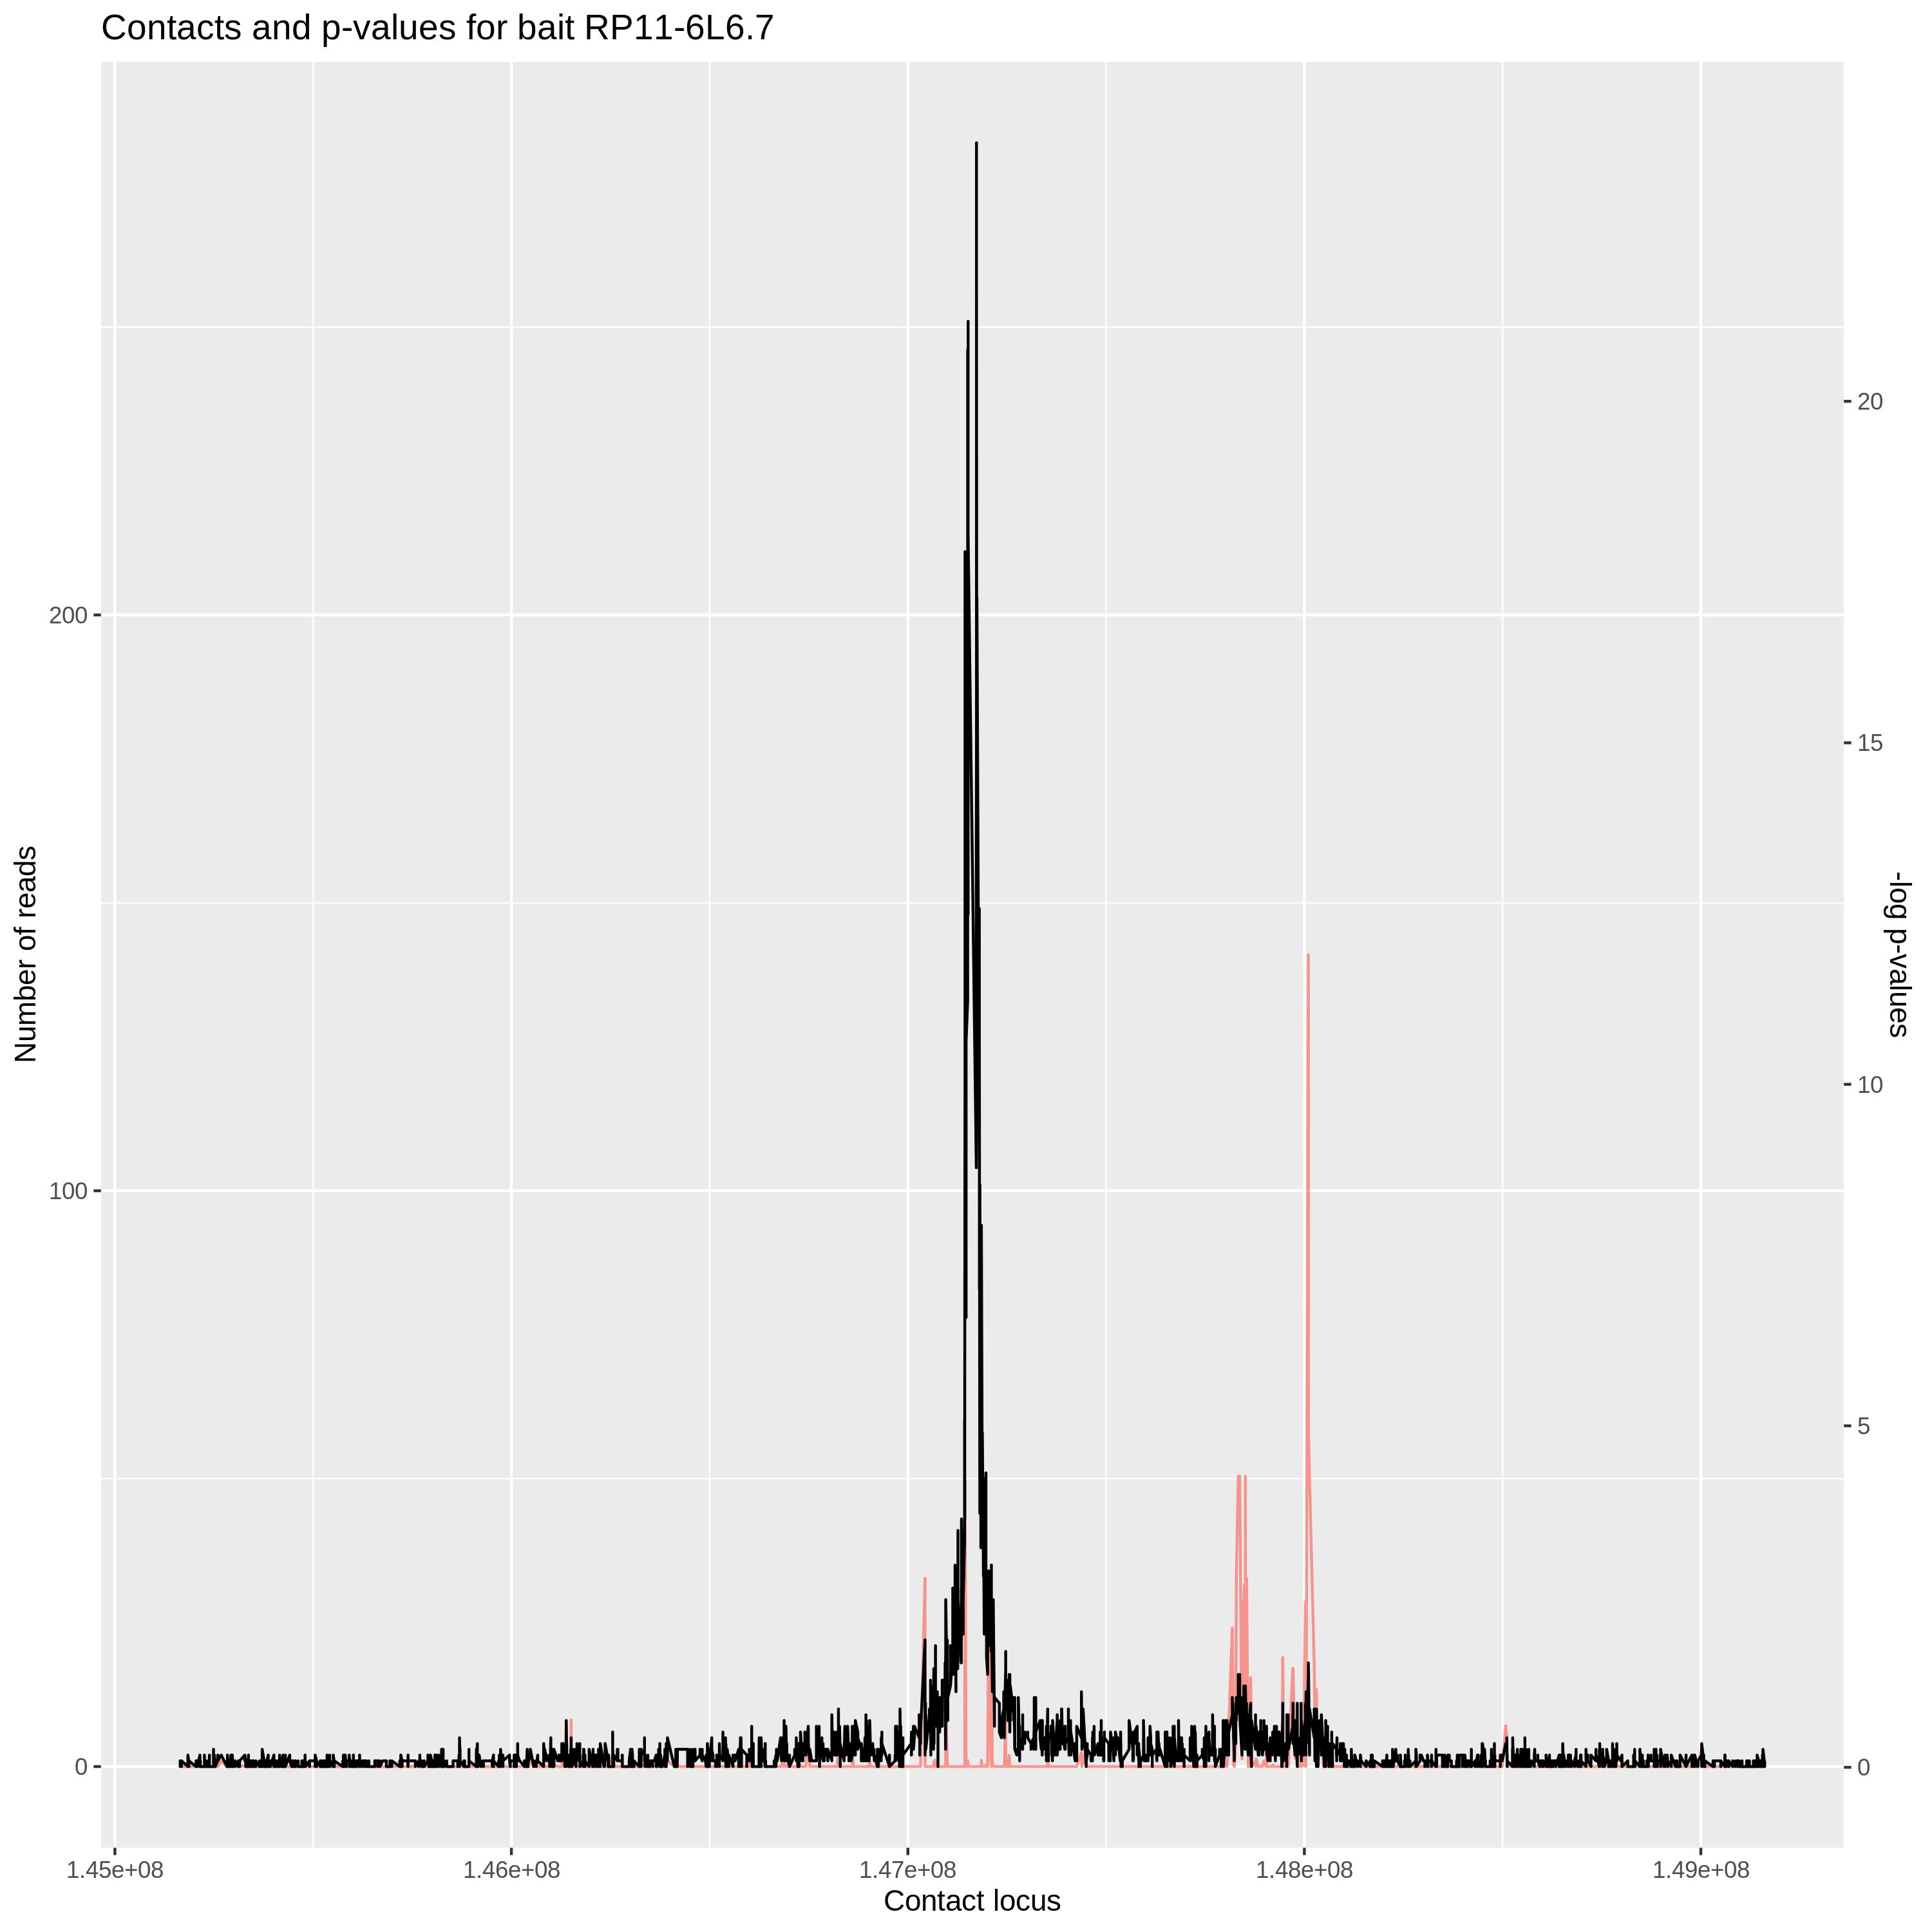 Contacts and p-values for bait RP11-6L6.7
Number of reads
200
100
0
20
15
10
5
0
-log p-values
1.45e+08
1.46e+08
1.47e+08
1.48e+08
1.49e+08
Contact locus